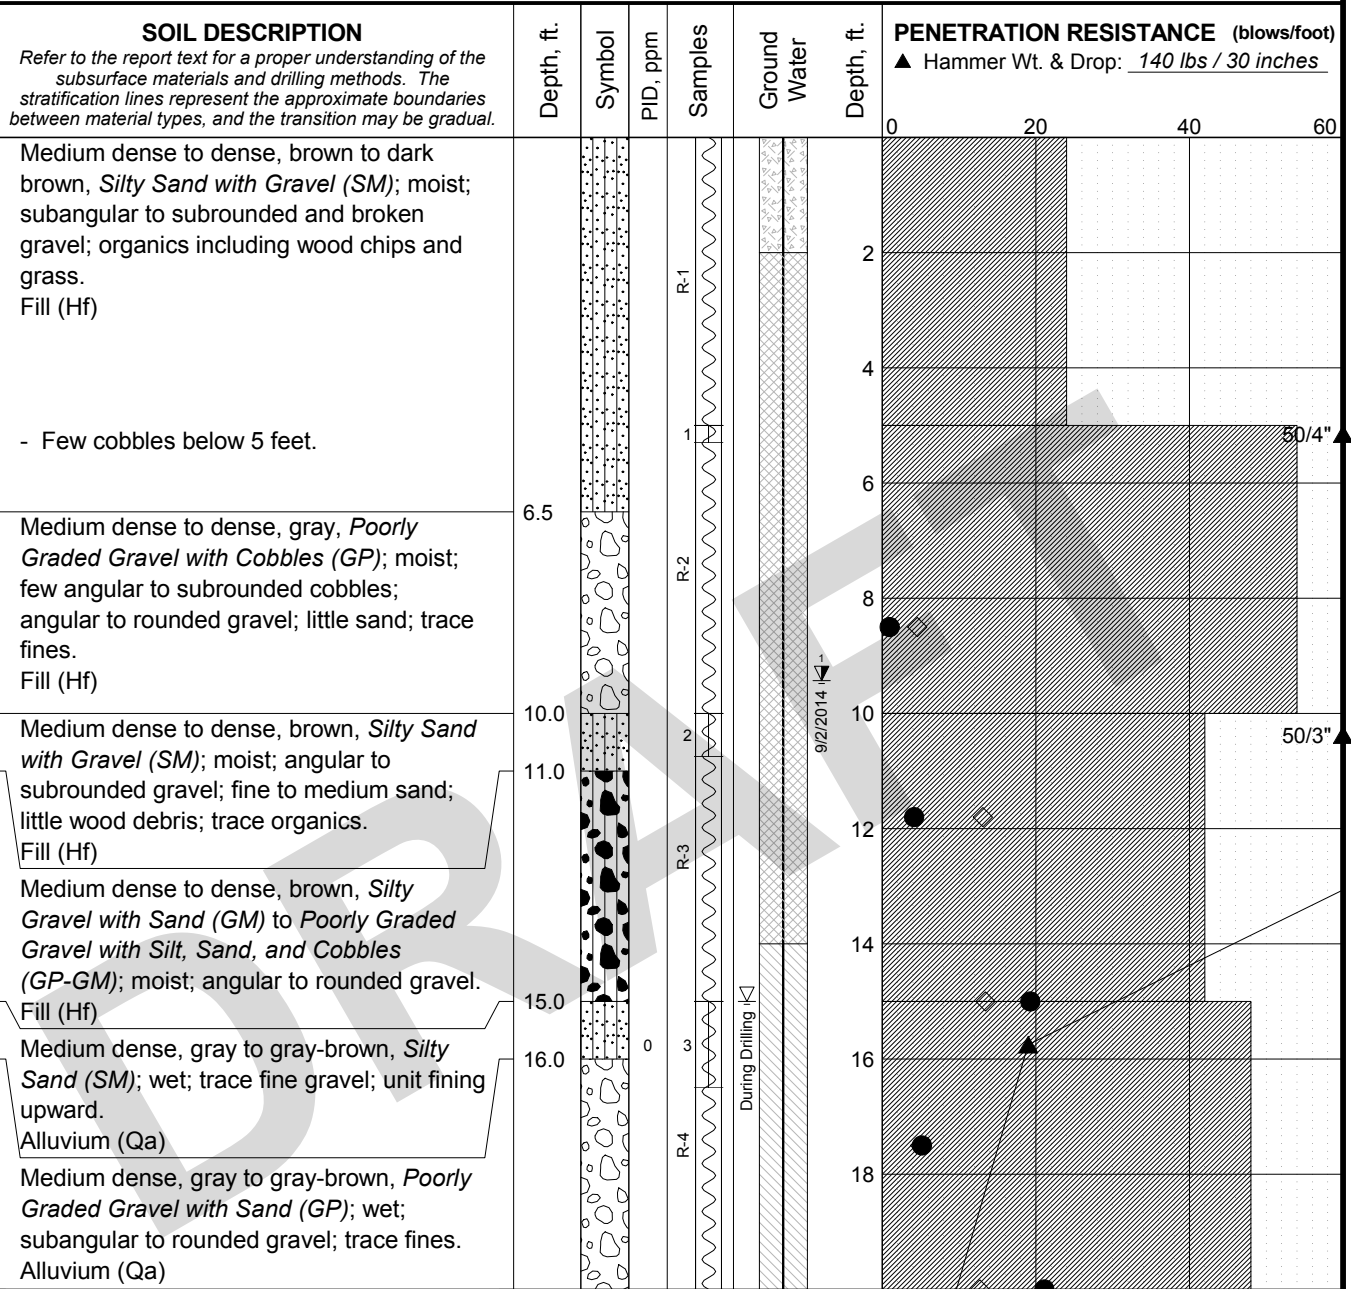 SOIL DESCRIPTION
Refer to the report text for a proper understanding of the
subsurface materials and drilling methods. The
stratification lines represent the approximate boundaries
between material types, and the transition may be gradual.
Depth, ft.
Symbol
PID, ppm
Samples
Ground
Water
Depth, ft.
PENETRATION RESISTANCE (blows/foot)
▲ Hammer Wt. & Drop: 140 lbs / 30 inches
0 20 40 60
Medium dense to dense, brown to dark
brown, Silty Sand with Gravel (SM); moist;
subangular to subrounded and broken
gravel; organics including wood chips and
grass.
Fill (Hf)
- Few cobbles below 5 feet.
6.5
Medium dense to dense, gray, Poorly
Graded Gravel with Cobbles (GP); moist;
few angular to subrounded cobbles;
angular to rounded gravel; little sand; trace
fines.
Fill (Hf)
10.0
Medium dense to dense, brown, Silty Sand
with Gravel (SM); moist; angular to
subrounded gravel; fine to medium sand;
little wood debris; trace organics.
Fill (Hf)
11.0
Medium dense to dense, brown, Silty
Gravel with Sand (GM) to Poorly Graded
Gravel with Silt, Sand, and Cobbles
(GP-GM); moist; angular to rounded gravel.
Fill (Hf)
15.0
Medium dense, gray to gray-brown, Silty
Sand (SM); wet; trace fine gravel; unit fining
upward.
Alluvium (Qa)
16.0
Medium dense, gray to gray-brown, Poorly
Graded Gravel with Sand (GP); wet;
subangular to rounded gravel; trace fines.
Alluvium (Qa)
0
R-1
1
R-2
2
R-3
3
R-4
During Drilling
9/2/2014
1
2
4
6
8
10
12
14
16
18
50/4"
50/3"
DRAFT